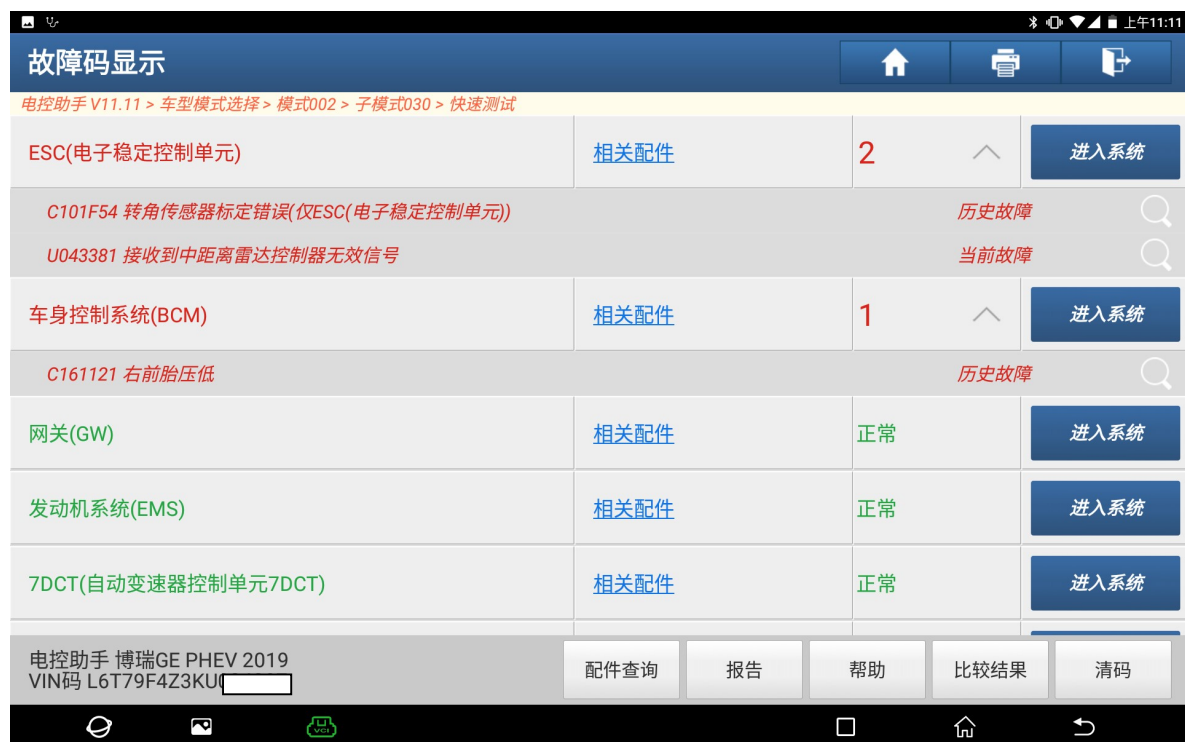 上午11:11
故障码显示
电控助手 V11.11 > 车型模式选择 > 模式002 > 子模式030 > 快速测试
ESC(电子稳定控制单元) 相关配件 2 进入系统
C101F54 转角传感器标定错误(仅ESC(电子稳定控制单元)) 历史故障
U043381 接收到中距离雷达控制器无效信号 当前故障
车身控制系统(BCM) 相关配件 1 进入系统
C161121 右前胎压低 历史故障
网关(GW) 相关配件 正常 进入系统
发动机系统(EMS) 相关配件 正常 进入系统
7DCT(自动变速器控制单元7DCT) 相关配件 正常 进入系统
电控助手 博瑞GE PHEV 2019
VIN码 L6T79F4Z3KU
配件查询 报告 帮助 比较结果 清码
VCI